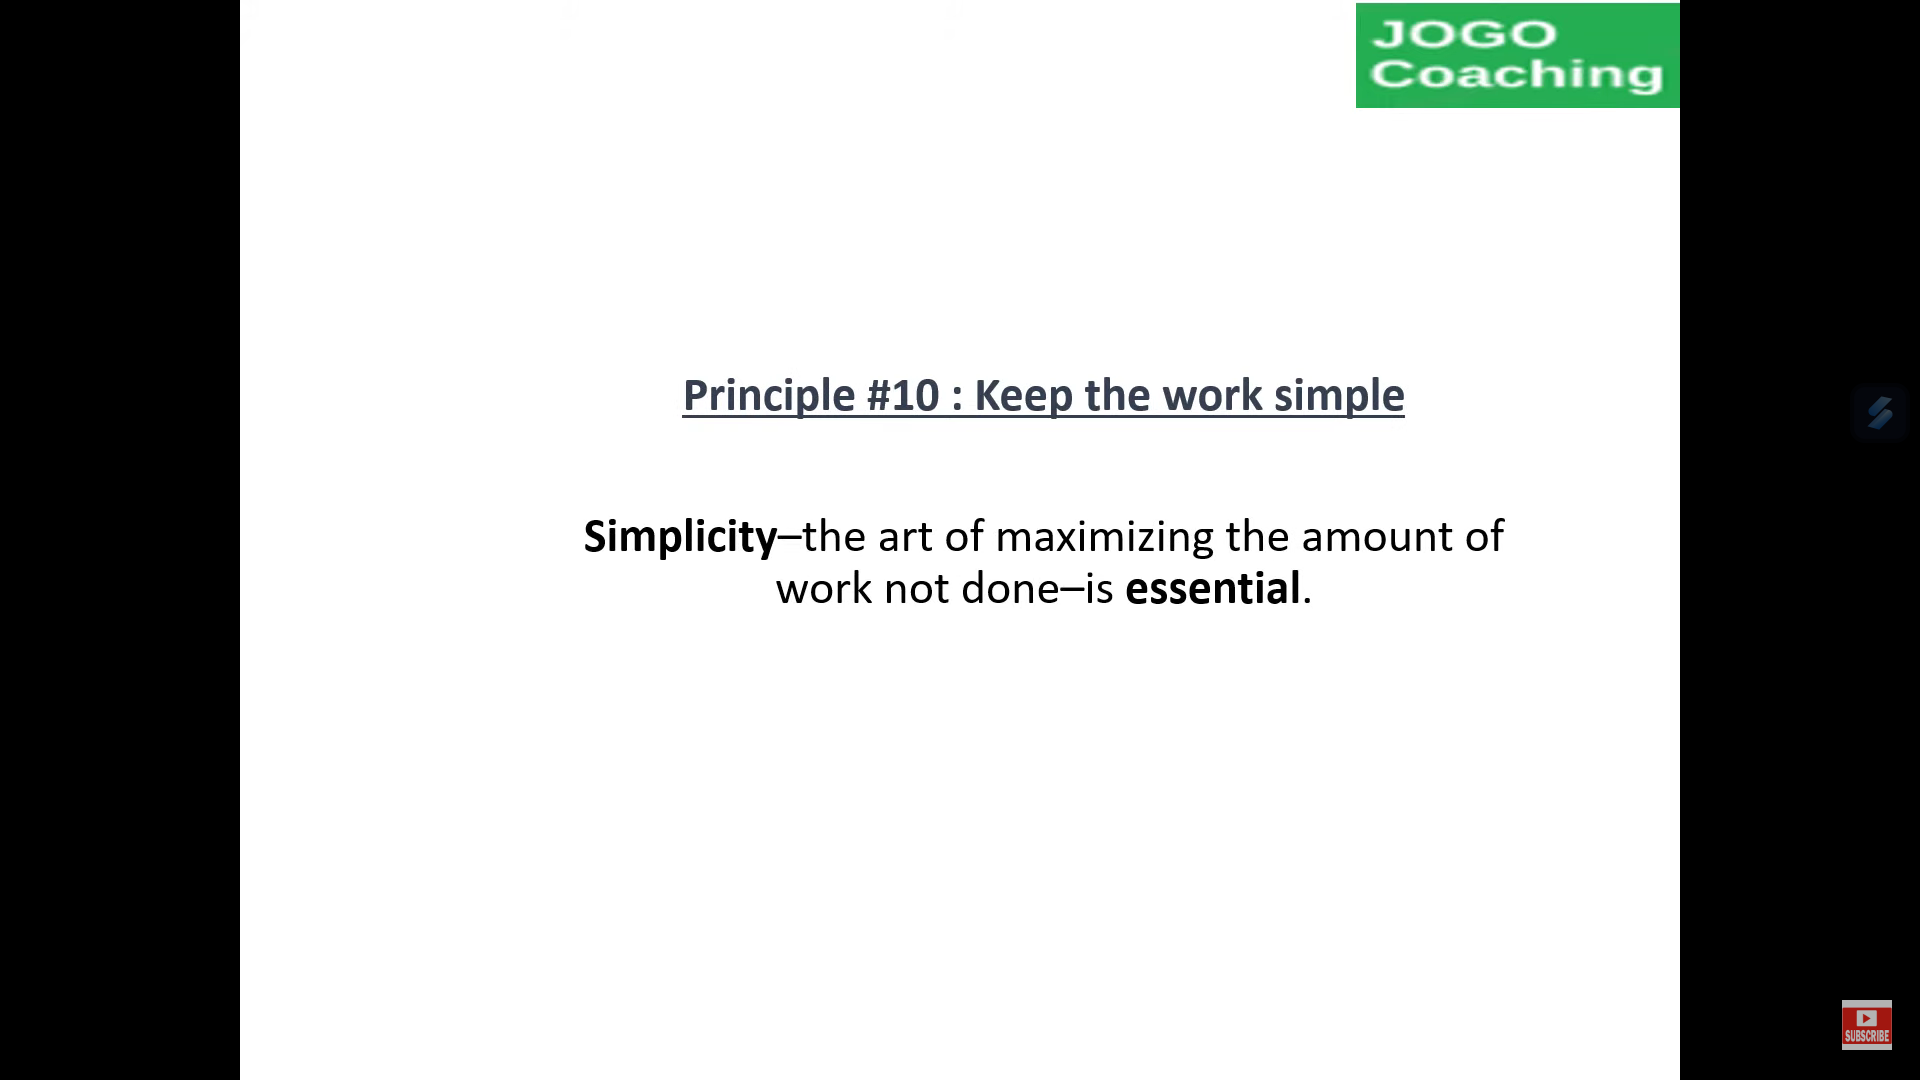 JOGO
Coaching
Principle #10 : Keep the work simple
Simplicity–the art of maximizing the amount of
work not done–is essential.
SUBSCRIBE